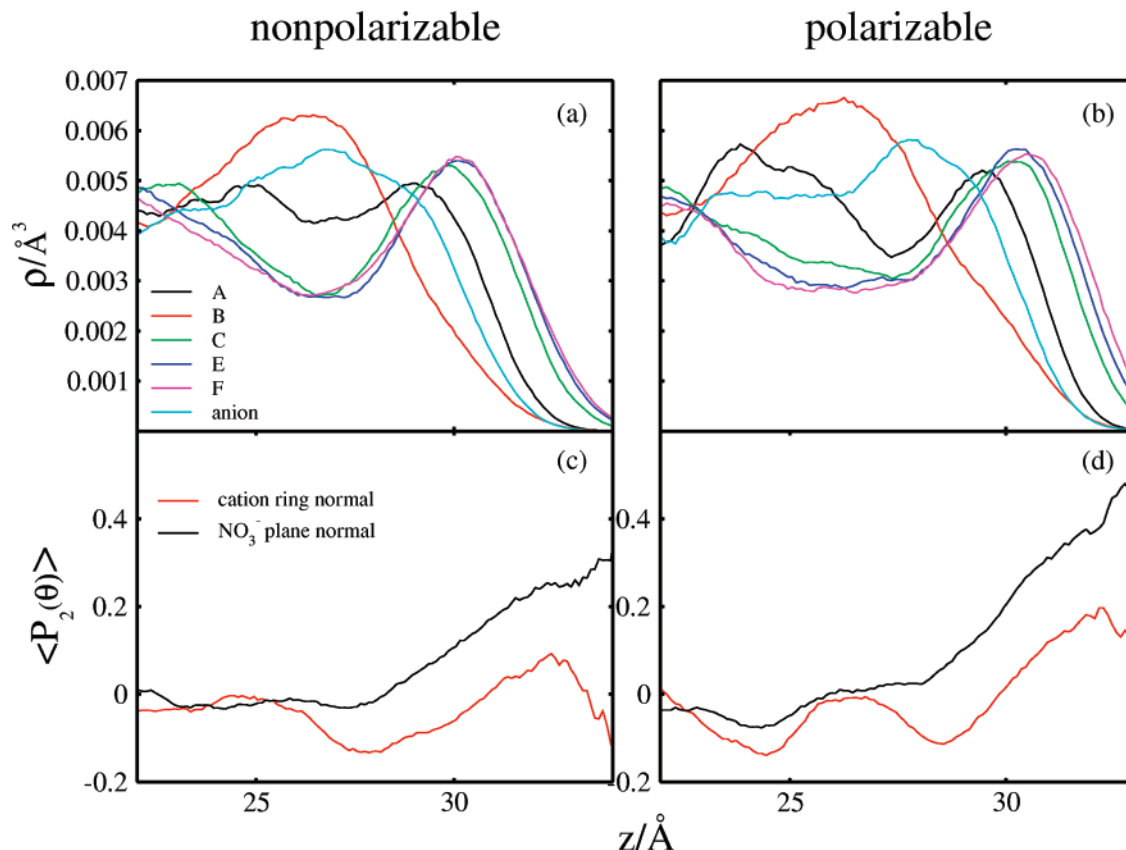 nonpolarizable
polarizable
0.007
0.006
0.005
0.004
0.003
0.002
0.001
ρ/Å³
(a)
A
B
C
E
F
anion
(b)
(c)
cation ring normal
NO₃⁻ plane normal
0.4
0.2
0
-0.2
<P₂(θ)>
25
30
(d)
0.4
0.2
0
-0.2
25
30
z/Å